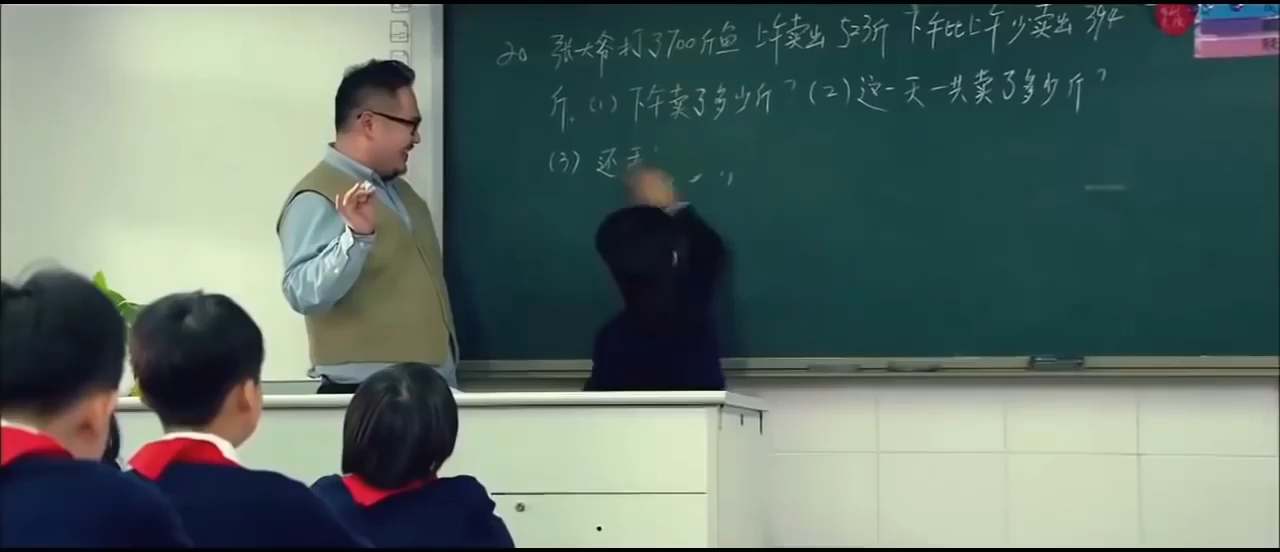 20 张大爷打了700斤鱼 上午卖出523斤 下午比上午少卖出394
斤。(1) 下午卖了多少斤?(2)这一天一共卖了多少斤?
(3) 还